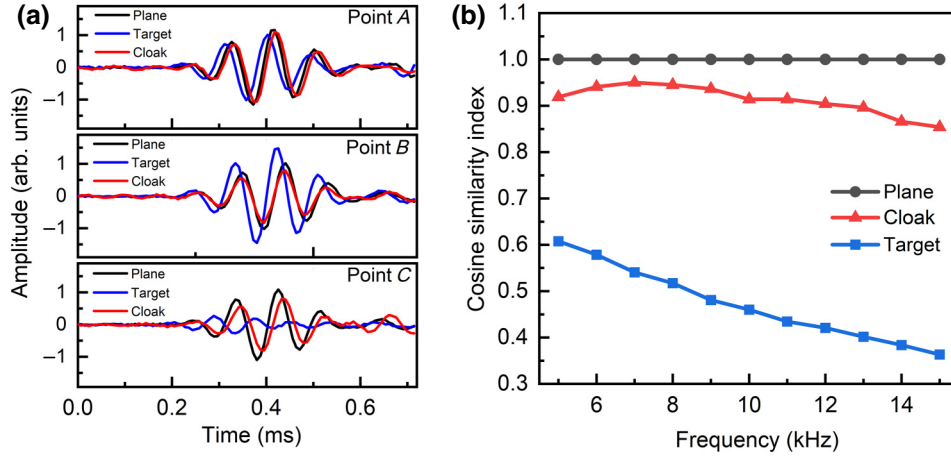 (a)
Plane
Target
Cloak
Point A
1
0
−1
Plane
Target
Cloak
Point B
1
0
−1
Plane
Target
Cloak
Point C
1
0
−1
0.0 0.2 0.4 0.6
Time (ms)
Amplitude (arb. units)
(b)
1.1
1.0
0.9
0.8
0.7
0.6
0.5
0.4
0.3
Plane
Cloak
Target
6 8 10 12 14
Frequency (kHz)
Cosine similarity index